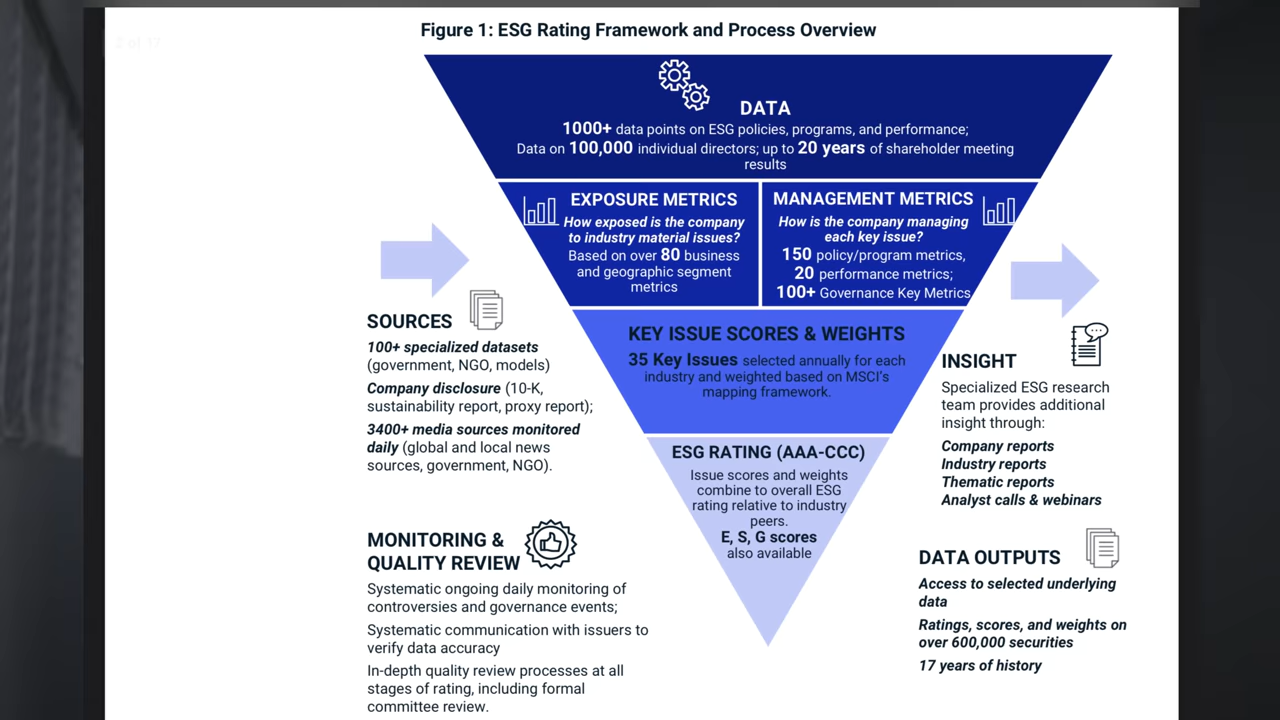 Figure 1: ESG Rating Framework and Process Overview
2 of 17
DATA
1000+ data points on ESG policies, programs, and performance;
Data on 100,000 individual directors; up to 20 years of shareholder meeting
results
EXPOSURE METRICS
How exposed is the company
to industry material issues?
Based on over 80 business
and geographic segment
metrics
MANAGEMENT METRICS
How is the company managing
each key issue?
150 policy/program metrics,
20 performance metrics;
100+ Governance Key Metrics
KEY ISSUE SCORES & WEIGHTS
35 Key Issues selected annually for each
industry and weighted based on MSCI's
mapping framework.
ESG RATING (AAA-CCC)
Issue scores and weights
combine to overall ESG
rating relative to industry
peers.
E, S, G scores
also available
SOURCES
100+ specialized datasets
(government, NGO, models)
Company disclosure (10-K,
sustainability report, proxy report);
3400+ media sources monitored
daily (global and local news
sources, government, NGO).
MONITORING &
QUALITY REVIEW
Systematic ongoing daily monitoring of
controversies and governance events;
Systematic communication with issuers to
verify data accuracy
In-depth quality review processes at all
stages of rating, including formal
committee review.
INSIGHT
Specialized ESG research
team provides additional
insight through:
Company reports
Industry reports
Thematic reports
Analyst calls & webinars
DATA OUTPUTS
Access to selected underlying
data
Ratings, scores, and weights on
over 600,000 securities
17 years of history